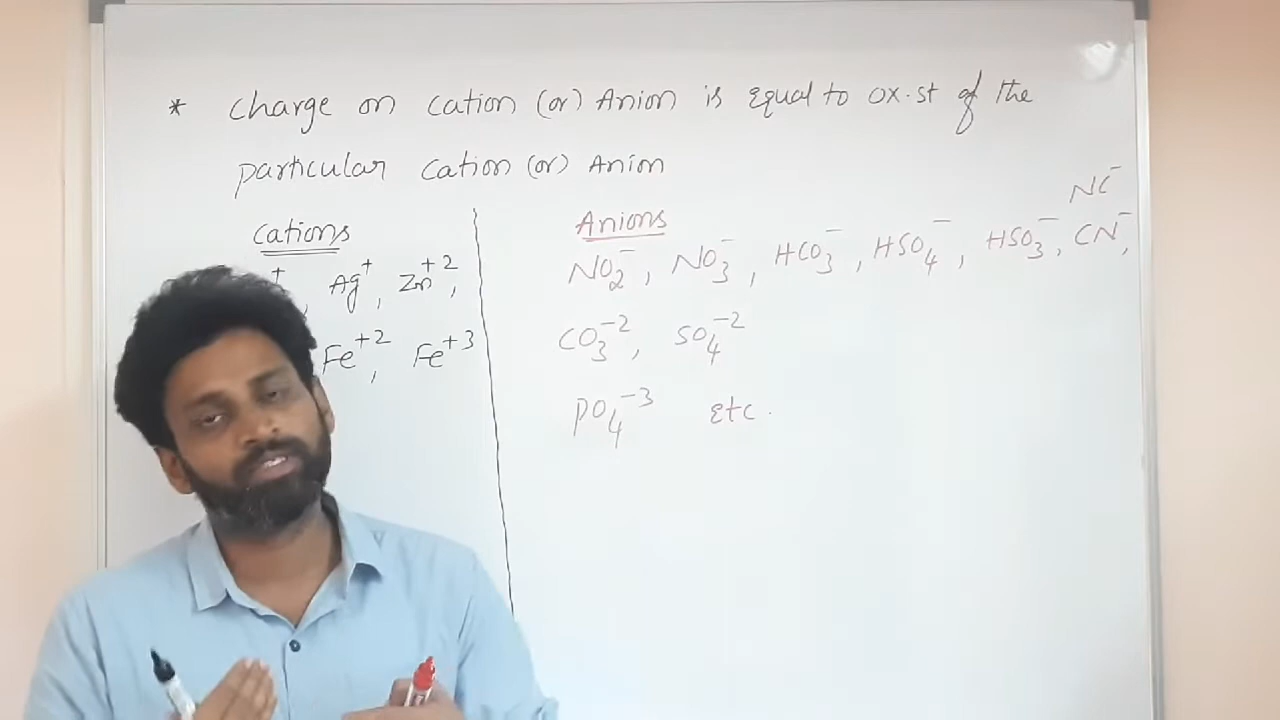 * Charge on Cation (or) Anion is Equal to ox.st of the
particular Cation (or) Anion
NC⁻
Cations
Anions
⁺, Ag⁺, Zn⁺²,
NO₂⁻, NO₃⁻, HCO₃⁻, HSO₄⁻, HSO₃⁻, CN⁻,
Fe⁺², Fe⁺³
CO₃⁻², SO₄⁻²
PO₄⁻³ Etc.